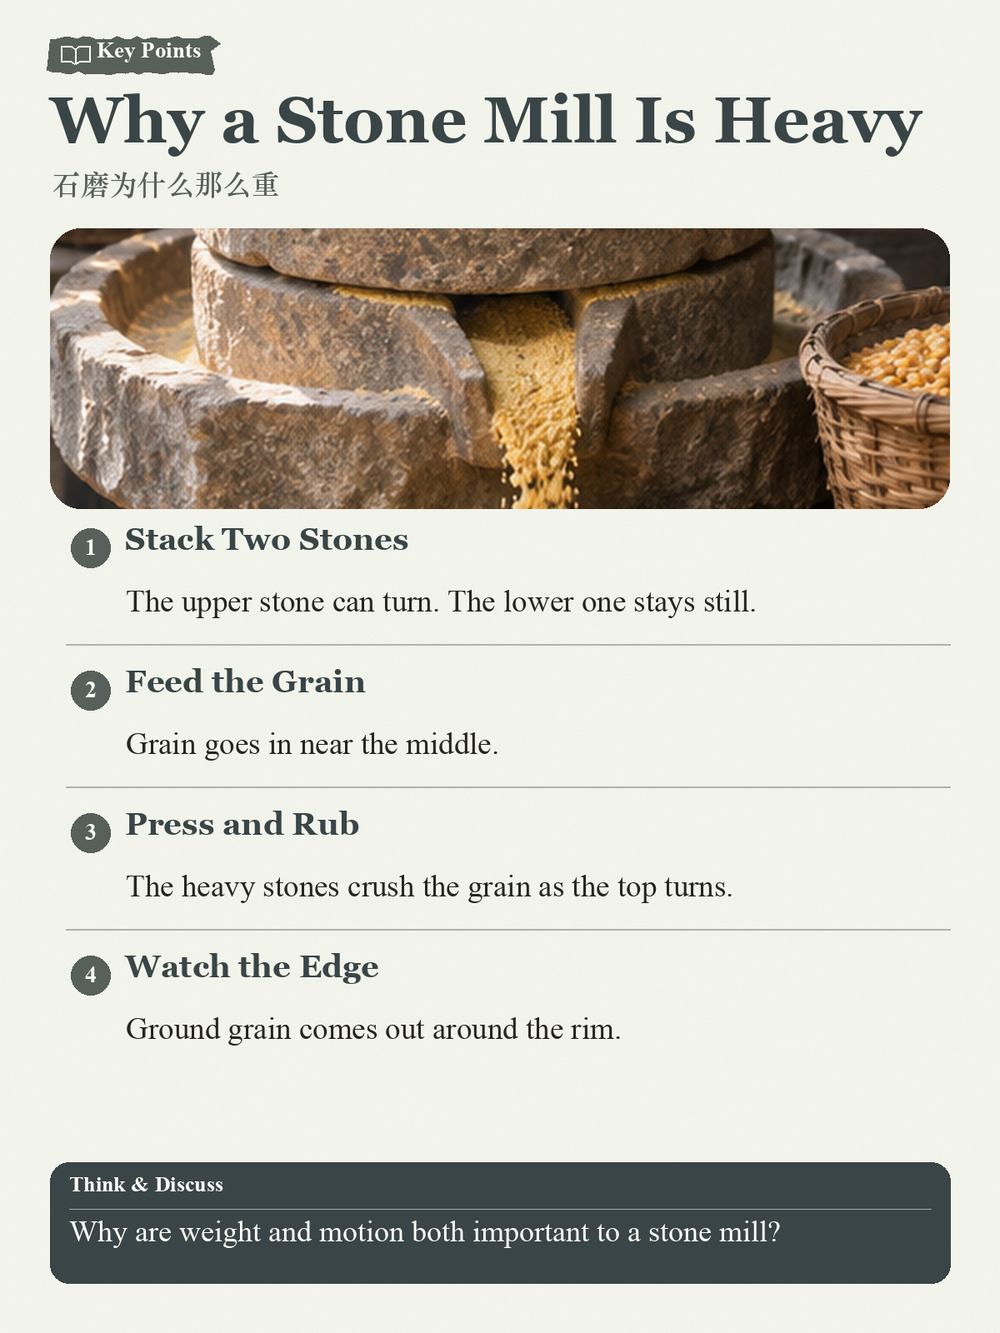 Key Points
Why a Stone Mill Is Heavy
石磨为什么那么重
1 Stack Two Stones
The upper stone can turn. The lower one stays still.
2 Feed the Grain
Grain goes in near the middle.
3 Press and Rub
The heavy stones crush the grain as the top turns.
4 Watch the Edge
Ground grain comes out around the rim.
Think & Discuss
Why are weight and motion both important to a stone mill?